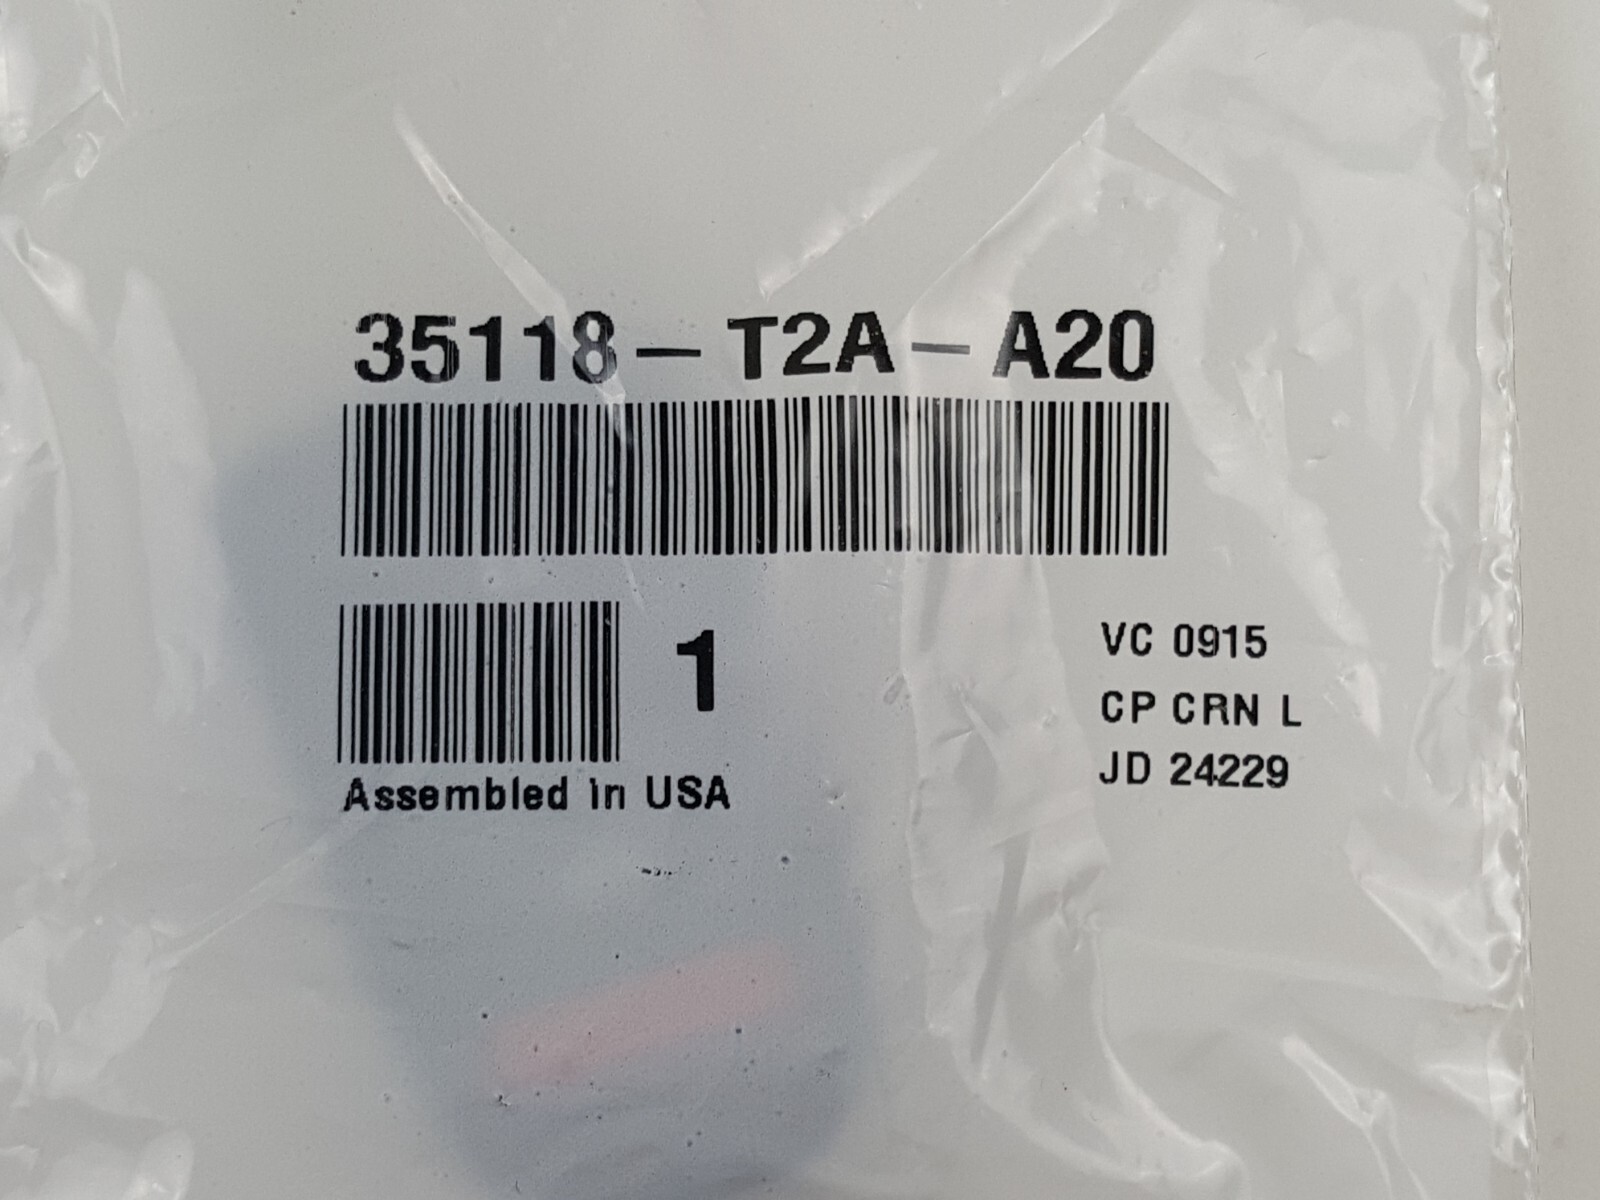 35118-T2A-A20
1
VC 0915
CP CRN L
JD 24229
Assembled in USA